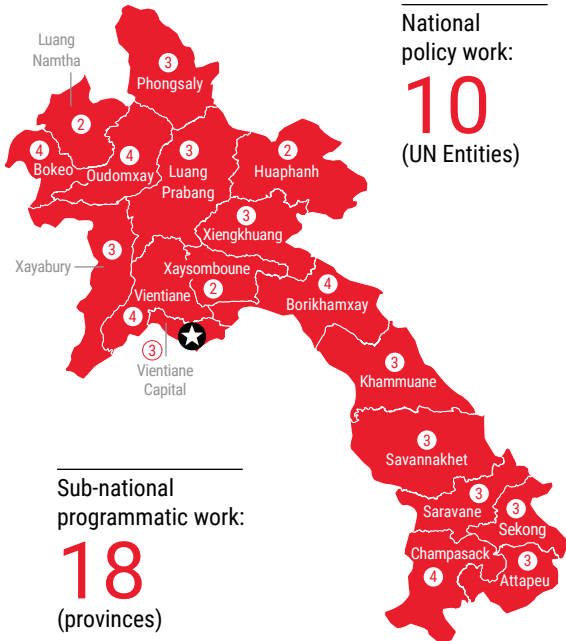 National
policy work:
10
(UN Entities)
Luang
Namtha
2
3
Phongsaly
4
Bokeo
4
Oudomxay
3
Luang
Prabang
2
Huaphanh
3
Xiengkhuang
3
Xayabury
Xaysomboune
2
Vientiane
4
3
Vientiane
Capital
4
Borikhamxay
3
Khammuane
3
Savannakhet
3
Saravane
3
Sekong
Champasack
4
3
Attapeu
Sub-national
programmatic work:
18
(provinces)